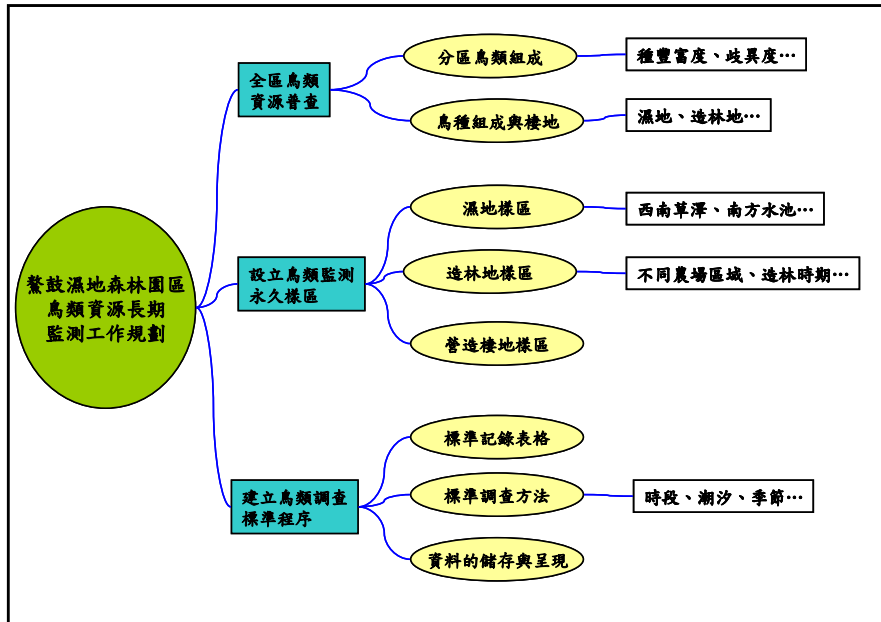 鰲鼓濕地森林園區
鳥類資源長期
監測工作規劃
全區鳥類
資源普查
分區鳥類組成
種豐富度、歧異度…
鳥種組成與棲地
濕地、造林地…
設立鳥類監測
永久樣區
濕地樣區
西南草澤、南方水池…
造林地樣區
不同農場區域、造林時期…
營造棲地樣區
建立鳥類調查
標準程序
標準記錄表格
標準調查方法
時段、潮汐、季節…
資料的儲存與呈現